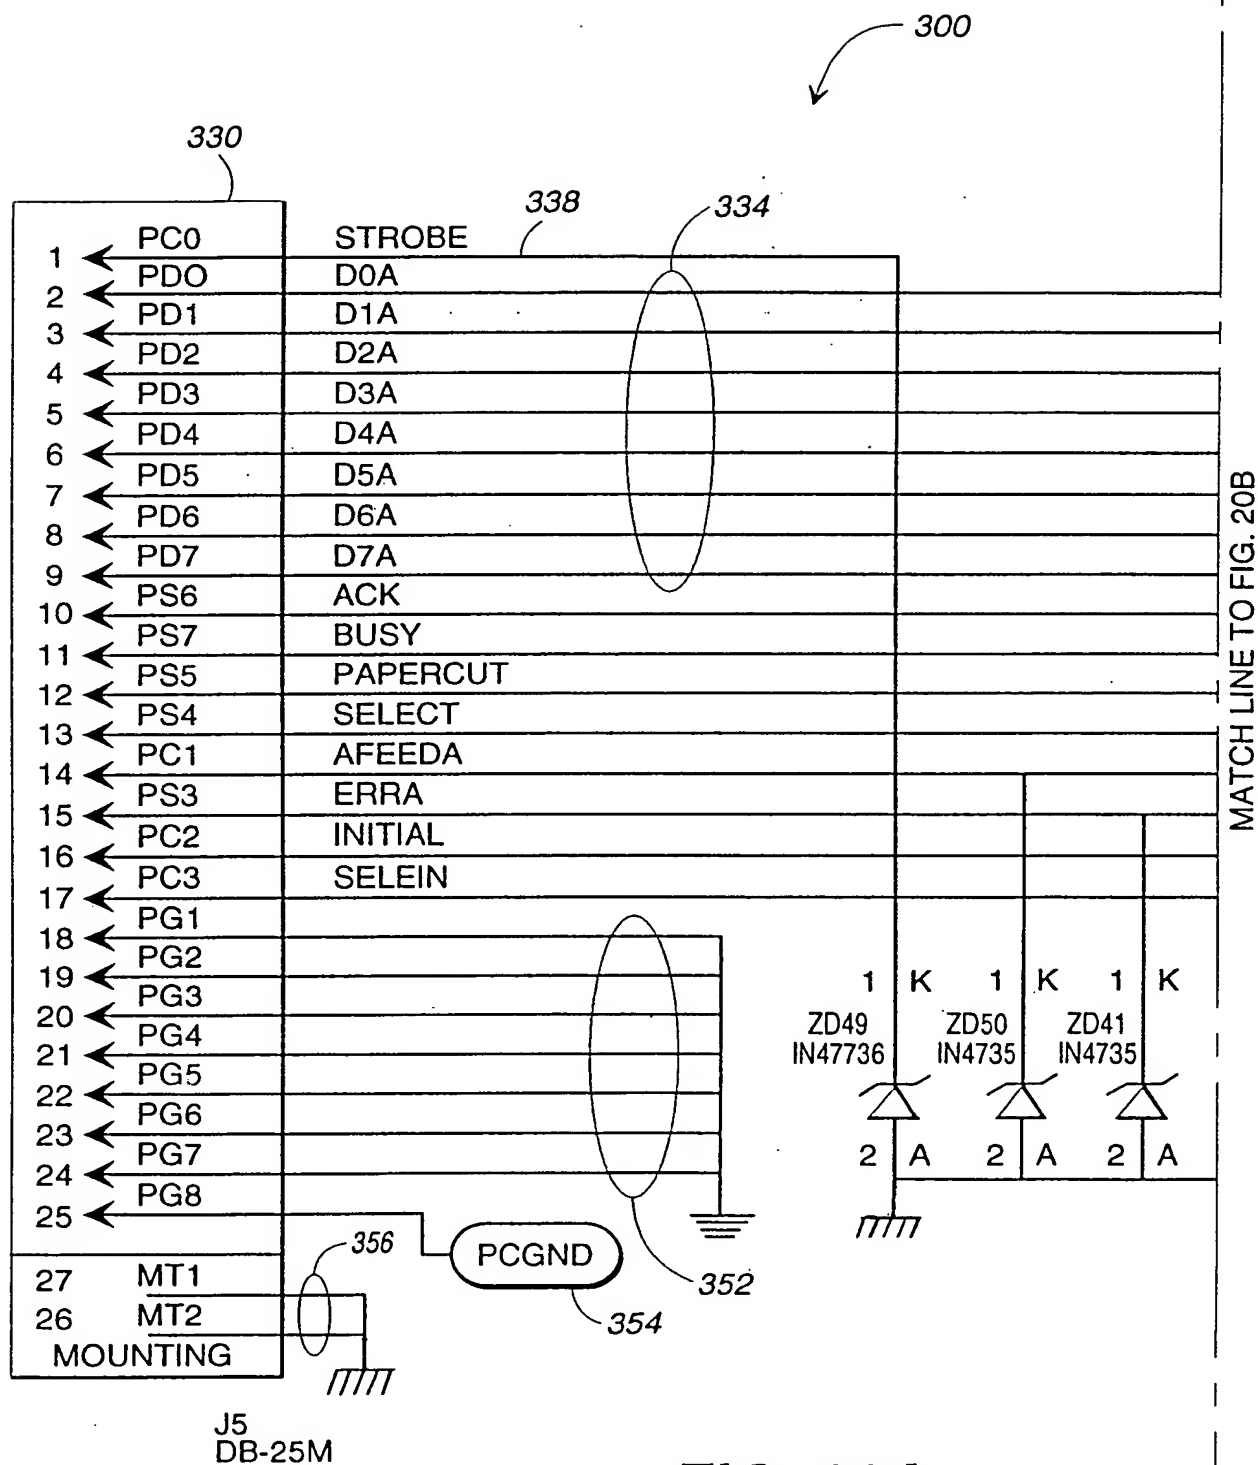 300
330
338
334
PC0 STROBE
1
PDO D0A
2
PD1 D1A
3
PD2 D2A
4
PD3 D3A
5
PD4 D4A
6
PD5 D5A
7
PD6 D6A
8
PD7 D7A
9
PS6 ACK
10
PS7 BUSY
11
PS5 PAPERCUT
12
PS4 SELECT
13
PC1 AFEEDA
14
PS3 ERRA
15
PC2 INITIAL
16
PC3 SELEIN
17
PG1
18
PG2
19
PG3
20
PG4
21
PG5
22
PG6
23
PG7
24
PG8
25
1 K 1 K 1 K
ZD49 ZD50 ZD41
IN47736 IN4735 IN4735
2 A 2 A 2 A
PCGND
352
354
356
27 MT1
26 MT2
MOUNTING
J5
DB-25M
MATCH LINE TO FIG. 20B